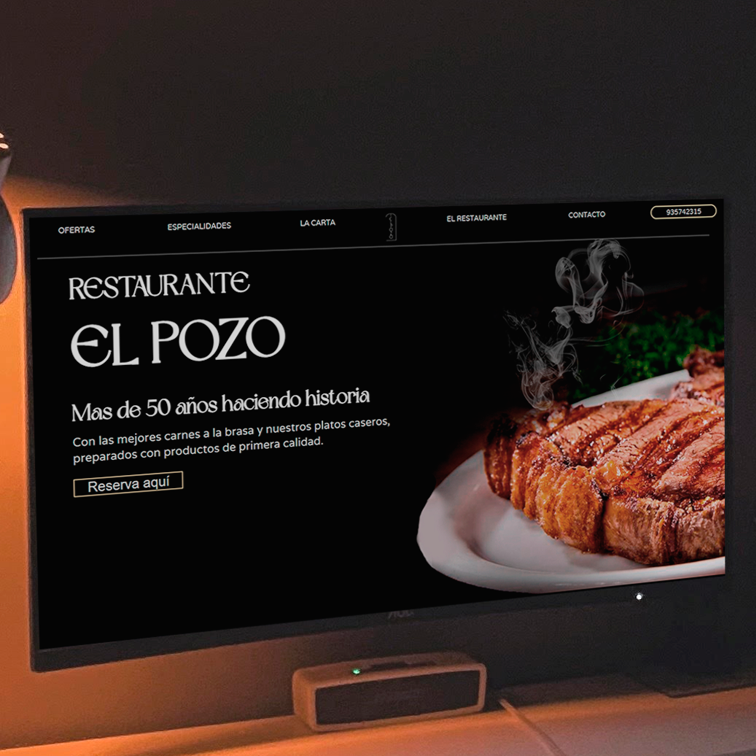 OFERTAS ESPECIALIDADES LA CARTA EL RESTAURANTE CONTACTO 935742315
RESTAURANTE
EL POZO
Mas de 50 años haciendo historia
Con las mejores carnes a la brasa y nuestros platos caseros,
preparados con productos de primera calidad.
Reserva aquí